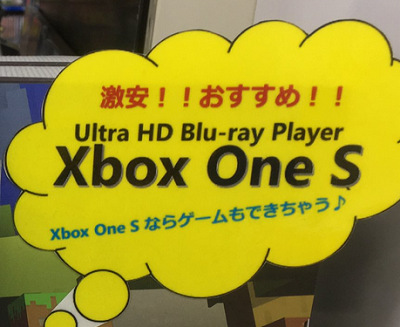 激安！！おすすめ！！
Ultra HD Blu-ray Player
Xbox One S
Xbox One S ならゲームもできちゃう♪